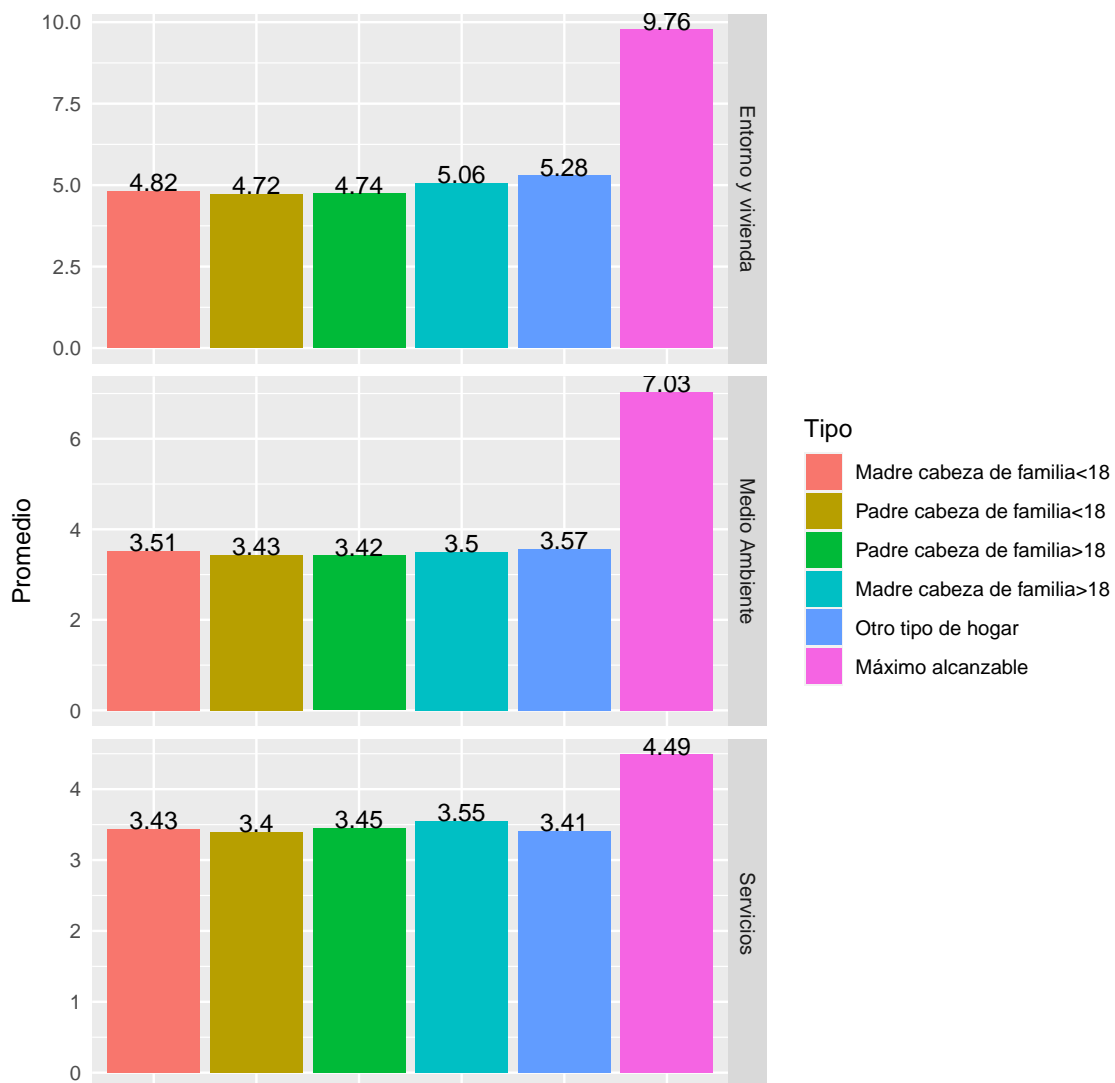 10.0
7.5
5.0
2.5
0.0
4.82
4.72
4.74
5.06
5.28
9.76
Entorno y vivienda
6
4
2
0
3.51
3.43
3.42
3.5
3.57
7.03
Medio Ambiente
4
3
2
1
0
3.43
3.4
3.45
3.55
3.41
4.49
Servicios
Promedio
Tipo
Madre cabeza de familia<18
Padre cabeza de familia<18
Padre cabeza de familia>18
Madre cabeza de familia>18
Otro tipo de hogar
Máximo alcanzable